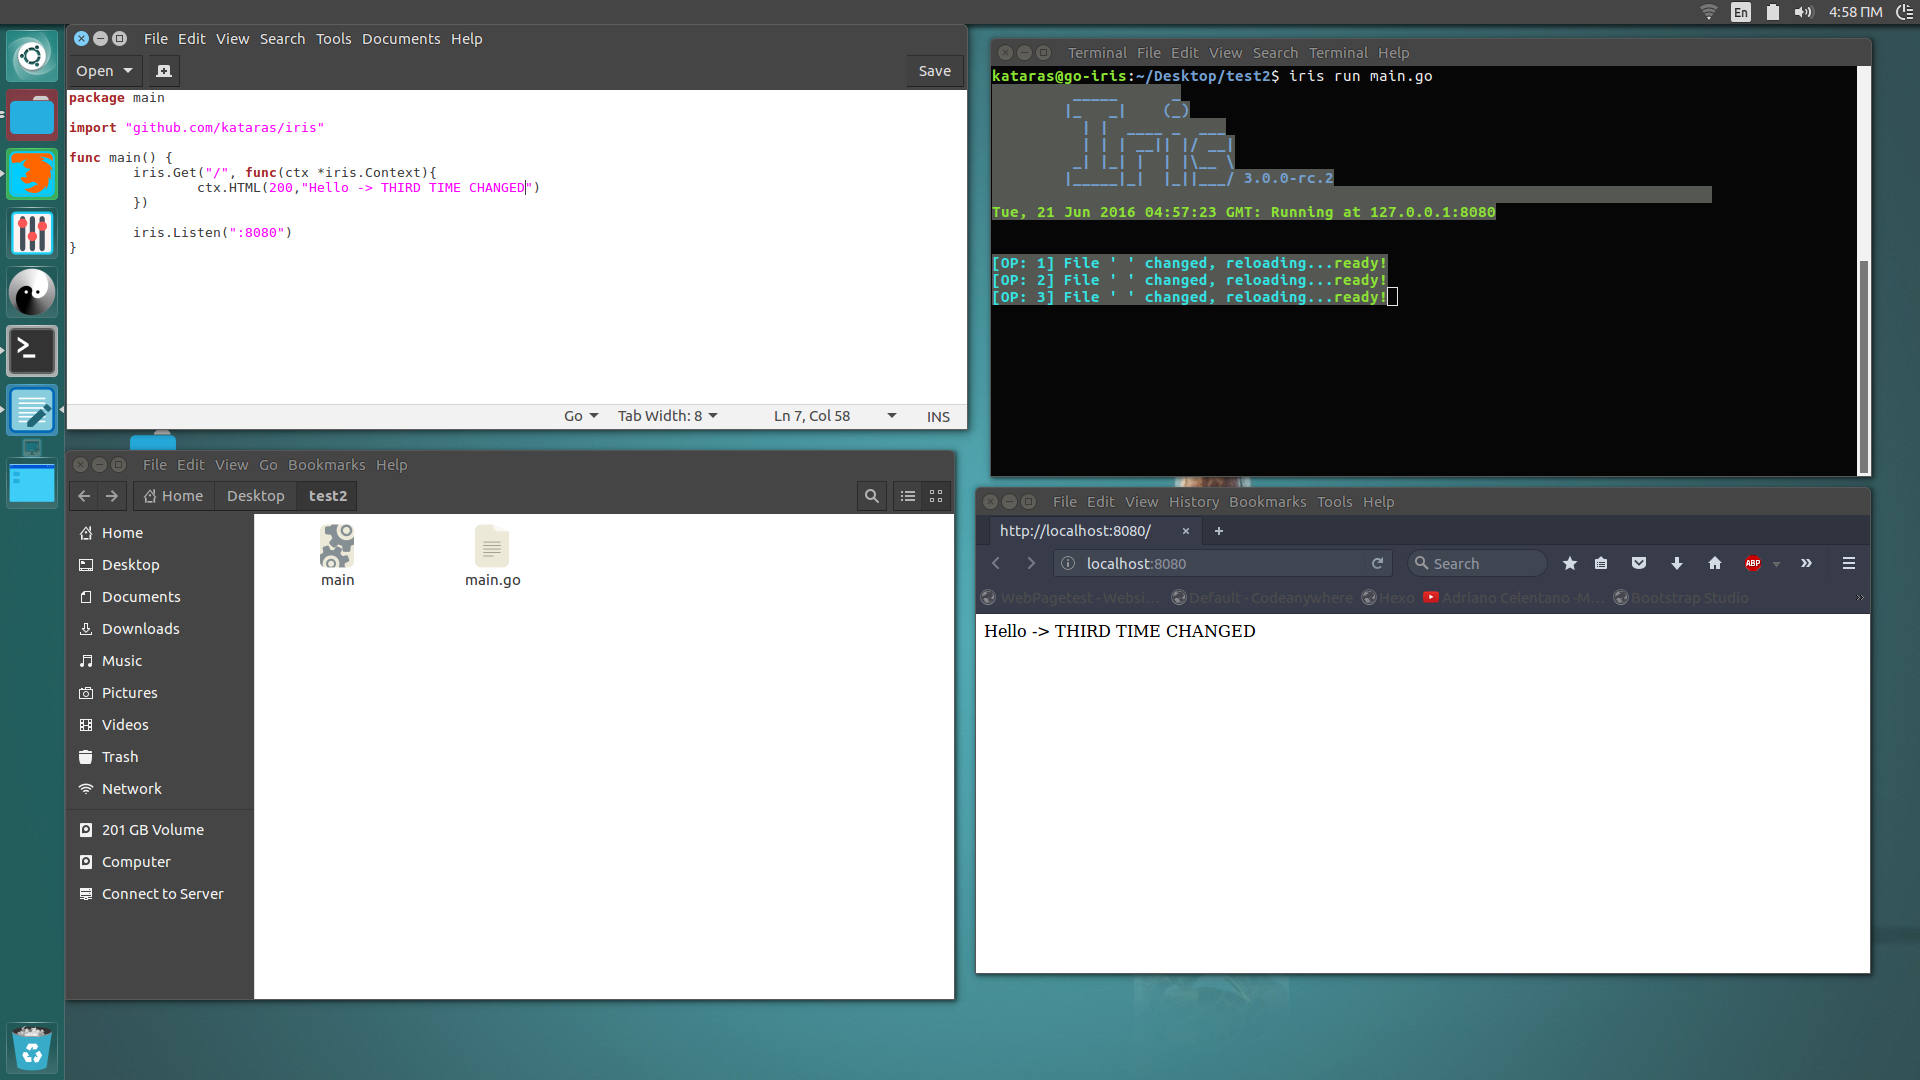 En 4:58 ПМ
File Edit View Search Tools Documents Help
Open Save
package main
import "github.com/kataras/iris"
func main() {
iris.Get("/", func(ctx *iris.Context){
ctx.HTML(200,"Hello -> THIRD TIME CHANGED")
})
iris.Listen(":8080")
}
Go Tab Width: 8 Ln 7, Col 58 INS
Terminal File Edit View Search Terminal Help
kataras@go-iris:~/Desktop/test2$ iris run main.go
Iris 3.0.0-rc.2
Tue, 21 Jun 2016 04:57:23 GMT: Running at 127.0.0.1:8080
[OP: 1] File ' ' changed, reloading...ready!
[OP: 2] File ' ' changed, reloading...ready!
[OP: 3] File ' ' changed, reloading...ready!
File Edit View Go Bookmarks Help
Home Desktop test2
Home
Desktop
Documents
Downloads
Music
Pictures
Videos
Trash
Network
201 GB Volume
Computer
Connect to Server
main main.go
File Edit View History Bookmarks Tools Help
http://localhost:8080/
localhost:8080 Search ABP
WebPagetest - Websi... Default - Codeanywhere Hexo Adriano Celentano -M... Bootstrap Studio
Hello -> THIRD TIME CHANGED